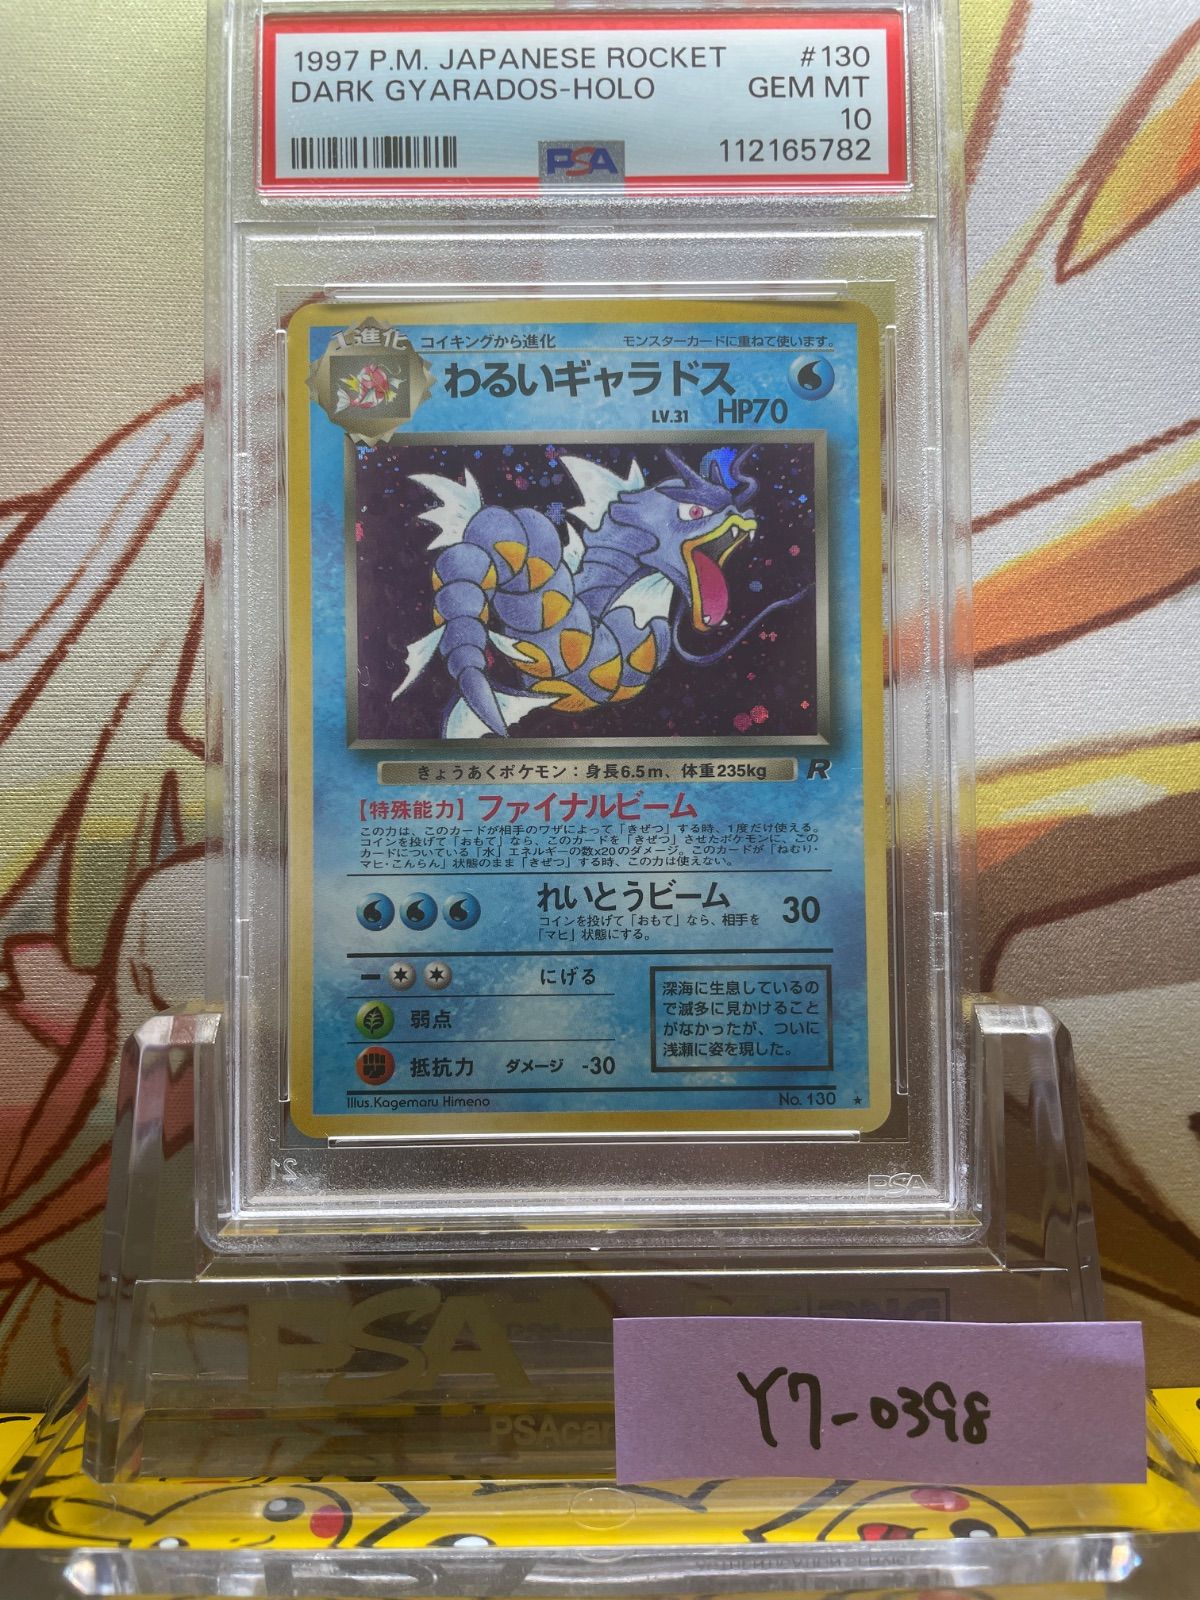 1997 P.M. JAPANESE ROCKET #130
DARK GYARADOS-HOLO GEM MT
10
PSA 112165782
1進化 コイキングから進化 モンスターカードに重ねて使います。
わるいギャラドス
LV.31 HP70
きょうあくポケモン：身長6.5m、体重235kg R
【特殊能力】ファイナルビーム
この力は、このカードが相手のワザによって「きぜつ」する時、1度だけ使える。
コインを投げて「おもて」なら、このカードを「きぜつ」させたポケモンに、この
カードについている「水」エネルギーの数x20のダメージ。このカードが「ねむり・
マヒ・こんらん」状態のまま「きぜつ」する時、この力は使えない。
れいとうビーム 30
コインを投げて「おもて」なら、相手を
「マヒ」状態にする。
にげる
弱点
抵抗力 ダメージ -30
深海に生息しているの
で滅多に見かけること
がなかったが、ついに
浅瀬に姿を現した。
Illus.Kagemaru Himeno No. 130 ★
21 PSA
PSA
PSAcar
Y7-0398